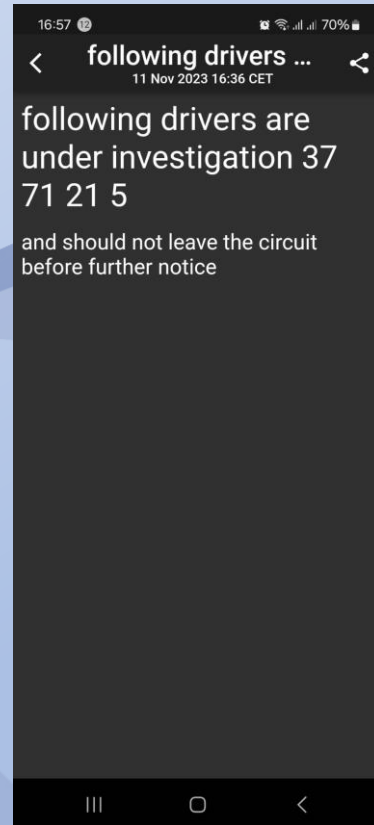 16:57 12 70%
following drivers ...
11 Nov 2023 16:36 CET
following drivers are
under investigation 37
71 21 5
and should not leave the circuit
before further notice